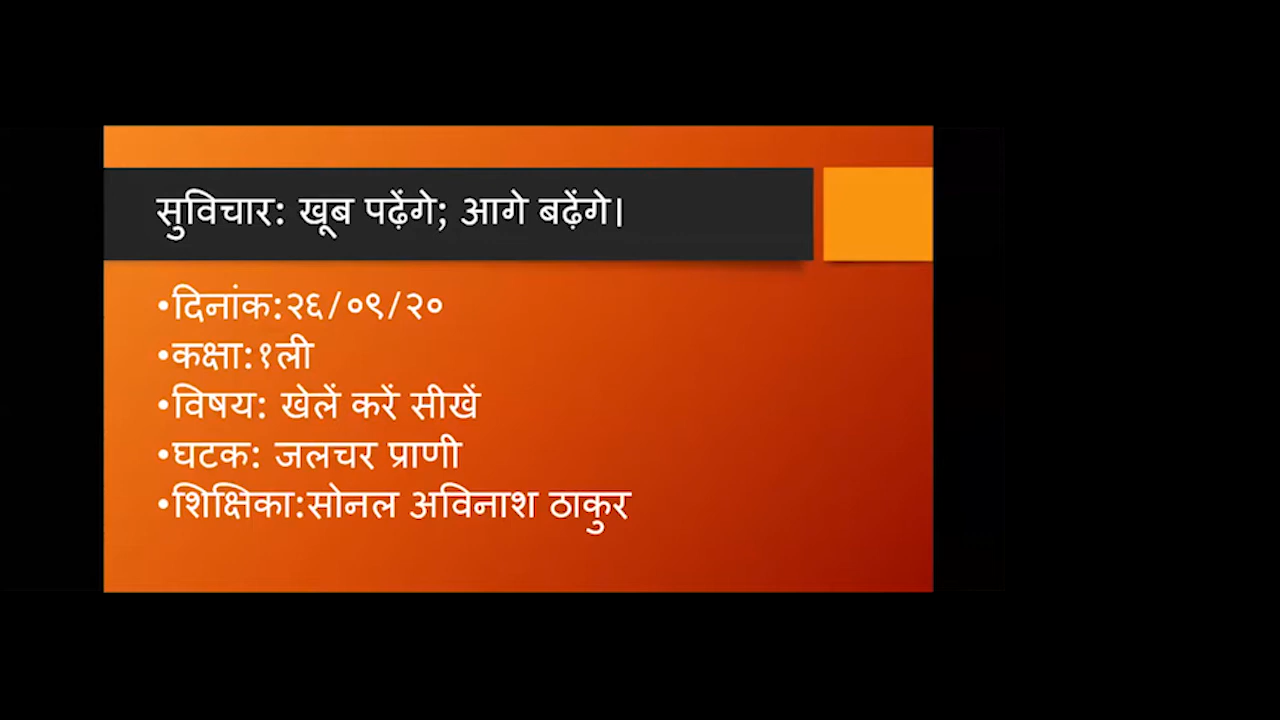 सुविचार: खूब पढ़ेंगे; आगे बढ़ेंगे।
•दिनांक:२६/०९/२०
•कक्षा:१ली
•विषय: खेलें करें सीखें
•घटक: जलचर प्राणी
•शिक्षिका:सोनल अविनाश ठाकुर